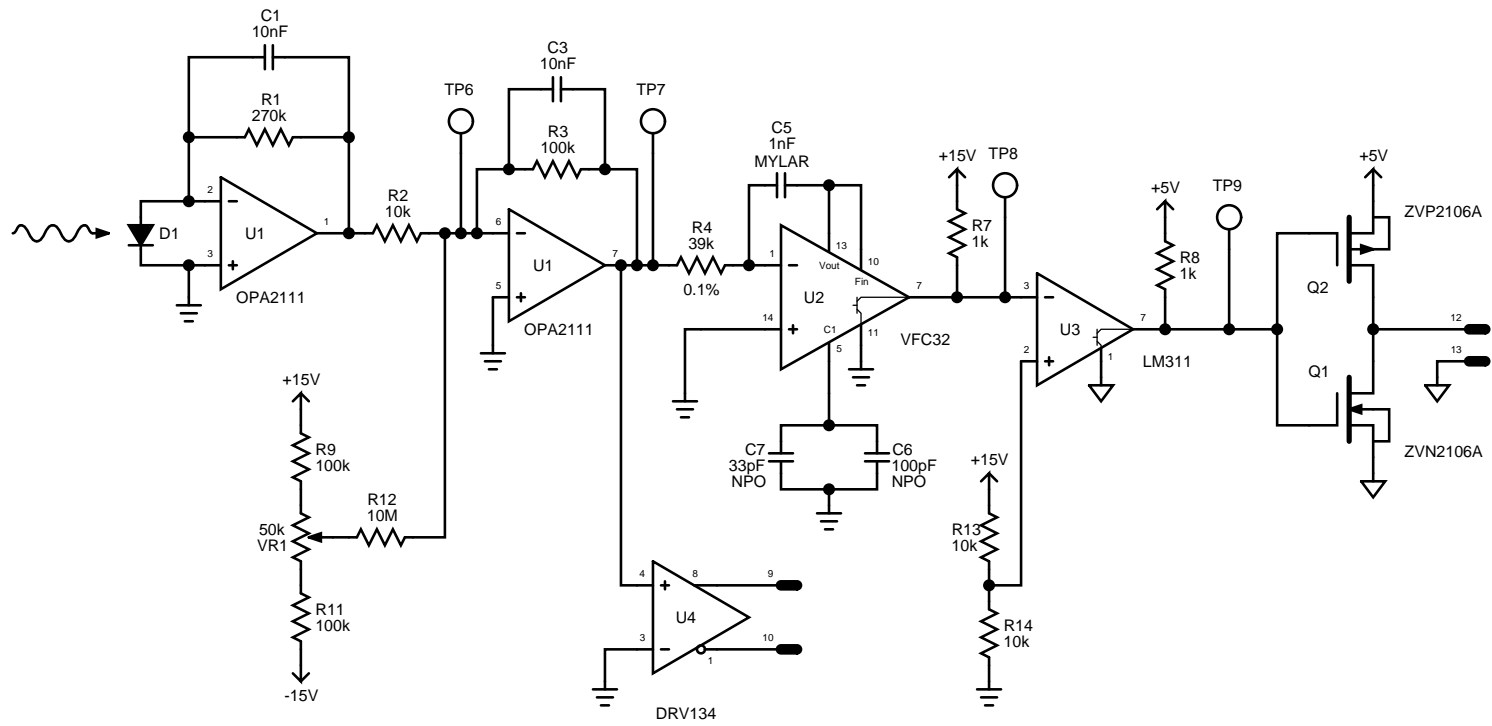 C1
10nF
R1
270k
2
3
1
D1
U1
OPA2111
R2
10k
TP6
C3
10nF
R3
100k
TP7
6
5
7
U1
OPA2111
R4
39k
0.1%
C5
1nF
MYLAR
1
14
13
Vout
10
Fin
U2
C1
5
11
7
VFC32
+15V
R7
1k
TP8
3
2
U3
7
1
LM311
+5V
R8
1k
TP9
+5V
ZVP2106A
Q2
Q1
ZVN2106A
12
13
+15V
R9
100k
50k
VR1
R12
10M
R11
100k
-15V
C7
33pF
NPO
C6
100pF
NPO
+15V
R13
10k
R14
10k
4
3
8
1
U4
9
10
DRV134